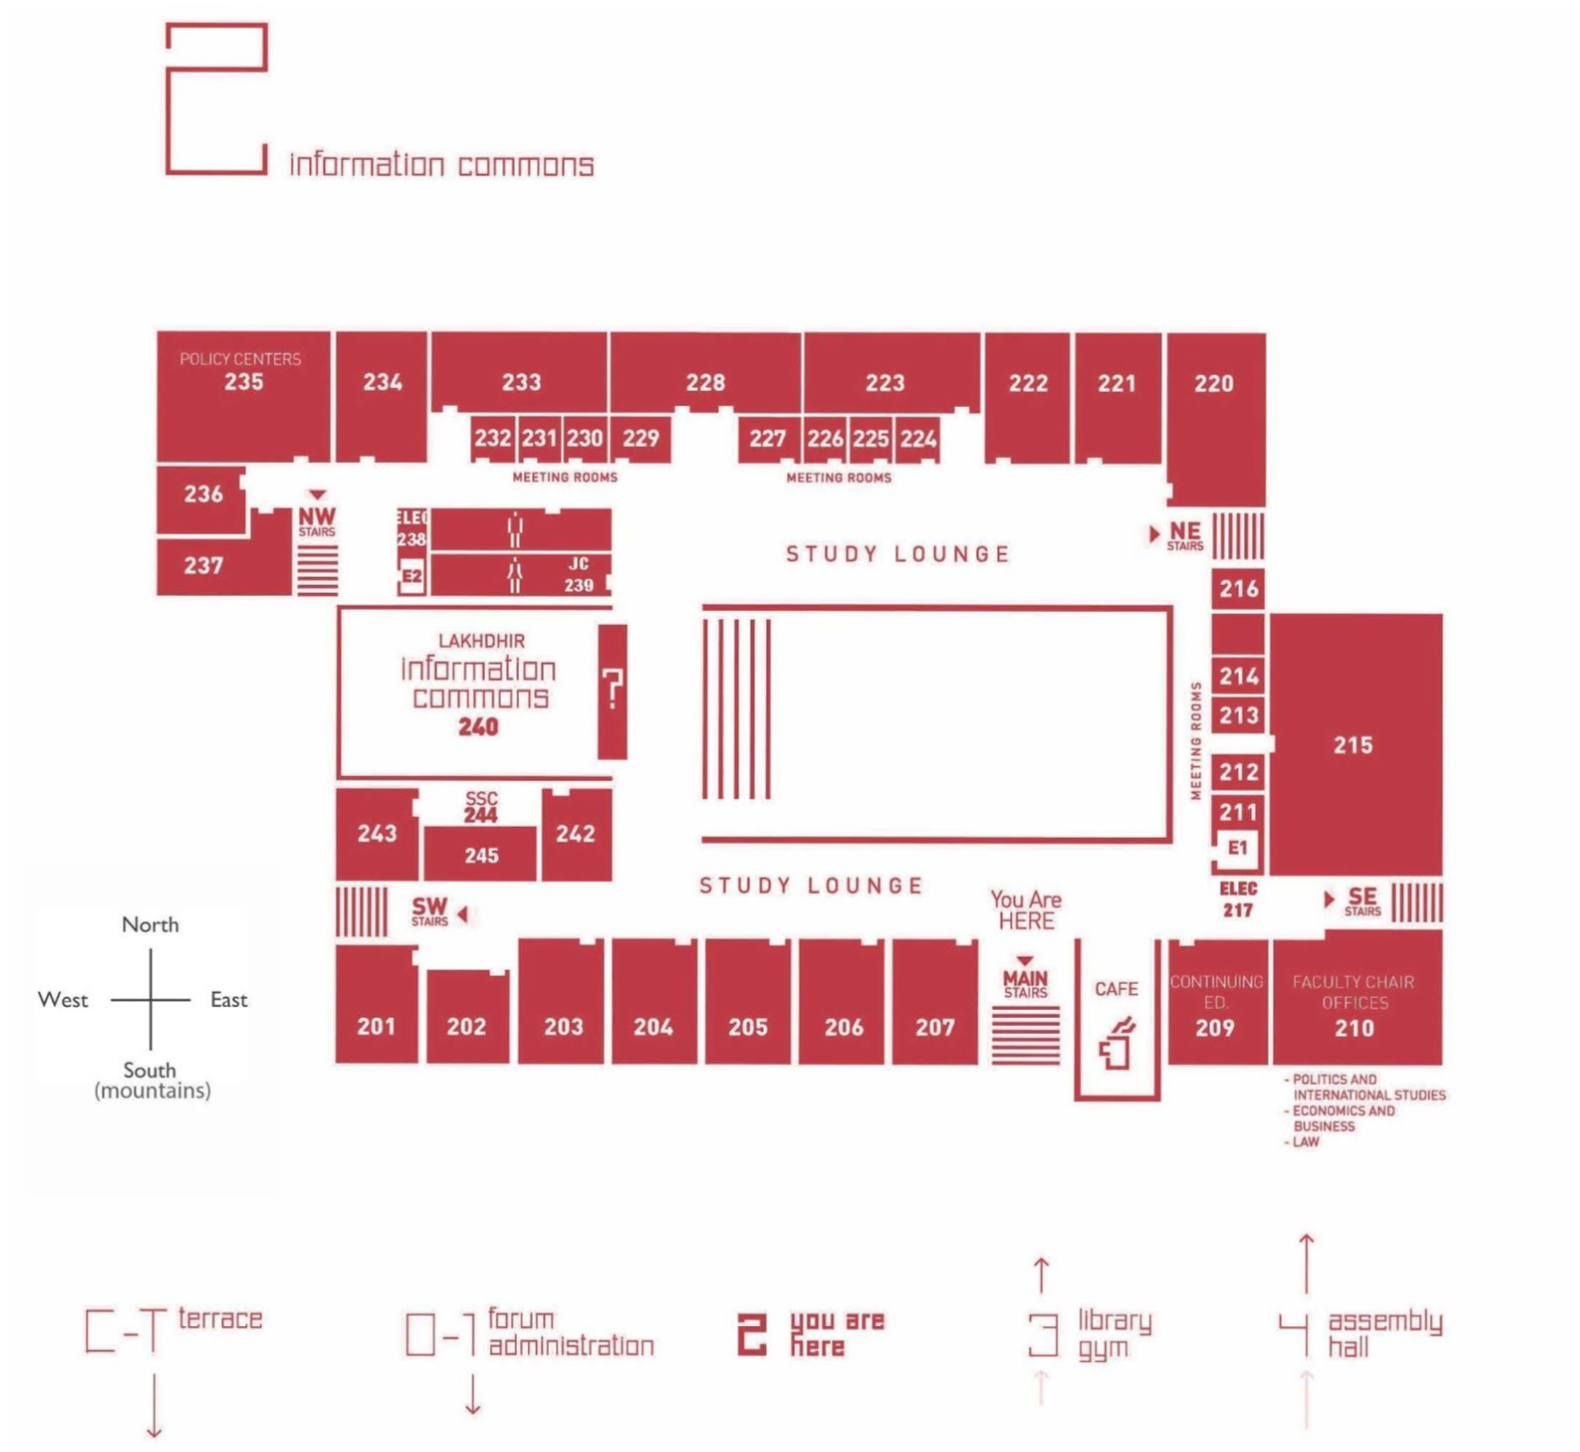 2
information commons
POLICY CENTERS
235
234
233
228
223
222
221
220
232
231
230
229
227
226
225
224
MEETING ROOMS
MEETING ROOMS
236
237
NW
STAIRS
ELEC
238
E2
JC
239
STUDY LOUNGE
NE
STAIRS
216
LAKHDHIR
information
commons
240
?
214
213
212
211
E1
MEETING ROOMS
215
243
SSC
244
245
242
STUDY LOUNGE
You Are
HERE
ELEC
217
SE
STAIRS
SW
STAIRS
North
West
East
South
(mountains)
201
202
203
204
205
206
207
MAIN
STAIRS
CAFE
CONTINUING
ED.
209
FACULTY CHAIR
OFFICES
210
- POLITICS AND
INTERNATIONAL STUDIES
- ECONOMICS AND
BUSINESS
- LAW
C-T terrace
0-1 forum
administration
2 you are
here
3 library
gym
4 assembly
hall